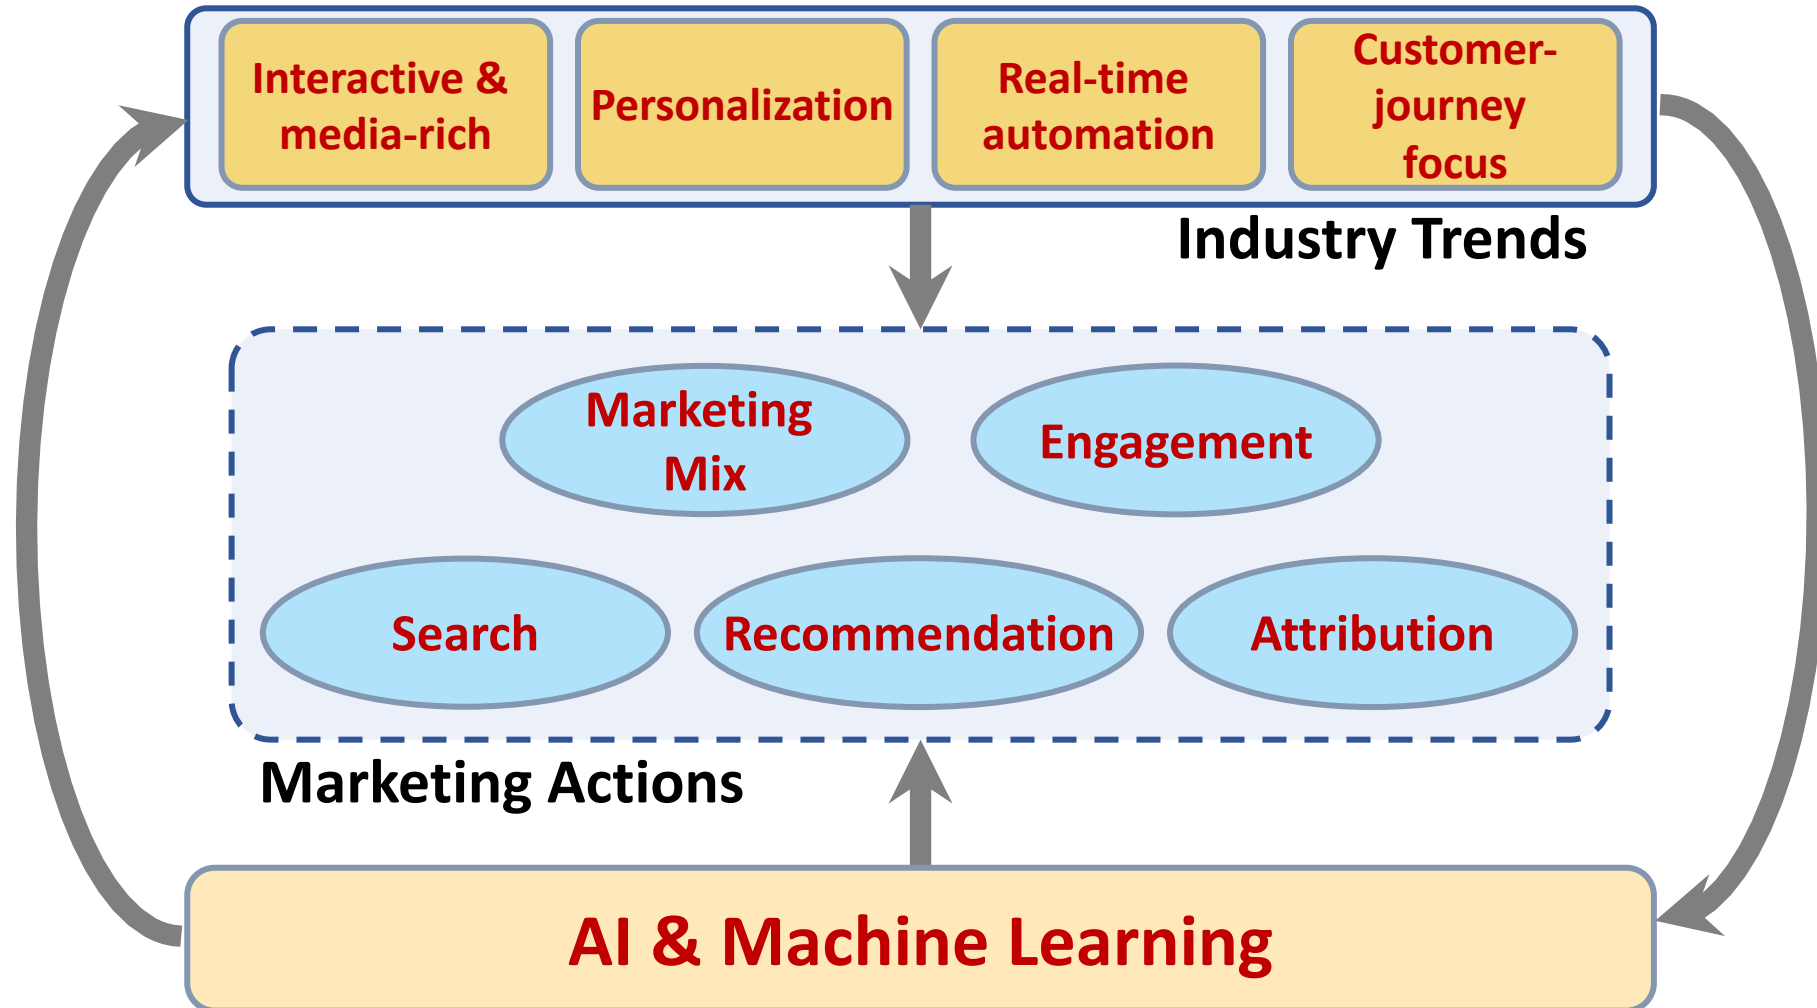 Interactive &
media-rich
Personalization
Real-time
automation
Customer-
journey
focus
Industry Trends
Marketing
Mix
Engagement
Search
Recommendation
Attribution
Marketing Actions
AI & Machine Learning